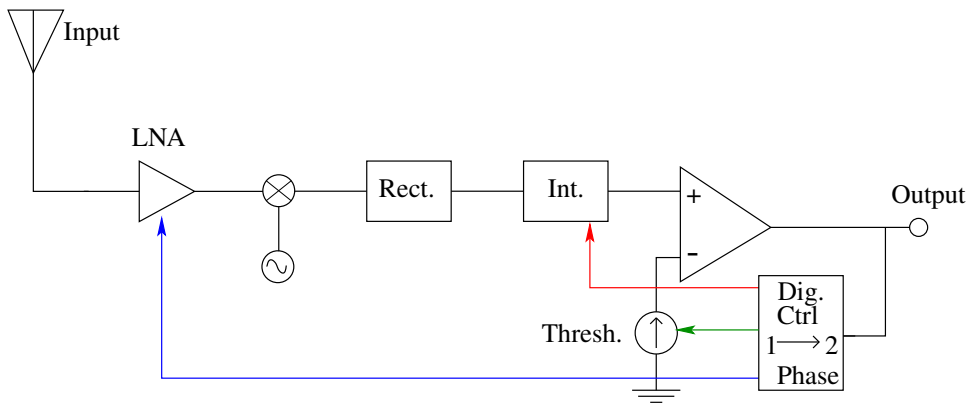 Input
LNA
Rect.
Int.
+
-
Output
Thresh.
Dig.
Ctrl
1 → 2
Phase